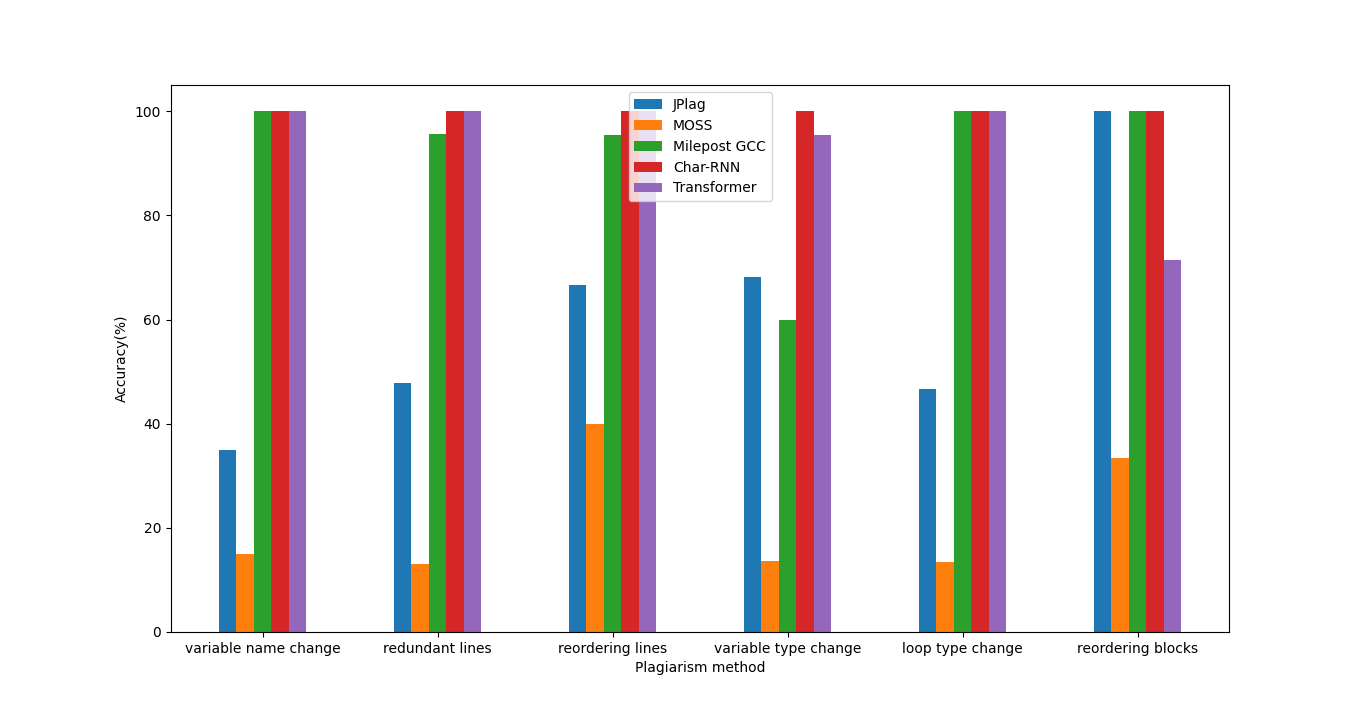 100
80
60
40
20
0
Accuracy(%)
JPlag
MOSS
Milepost GCC
Char-RNN
Transformer
variable name change
redundant lines
reordering lines
variable type change
loop type change
reordering blocks
Plagiarism method